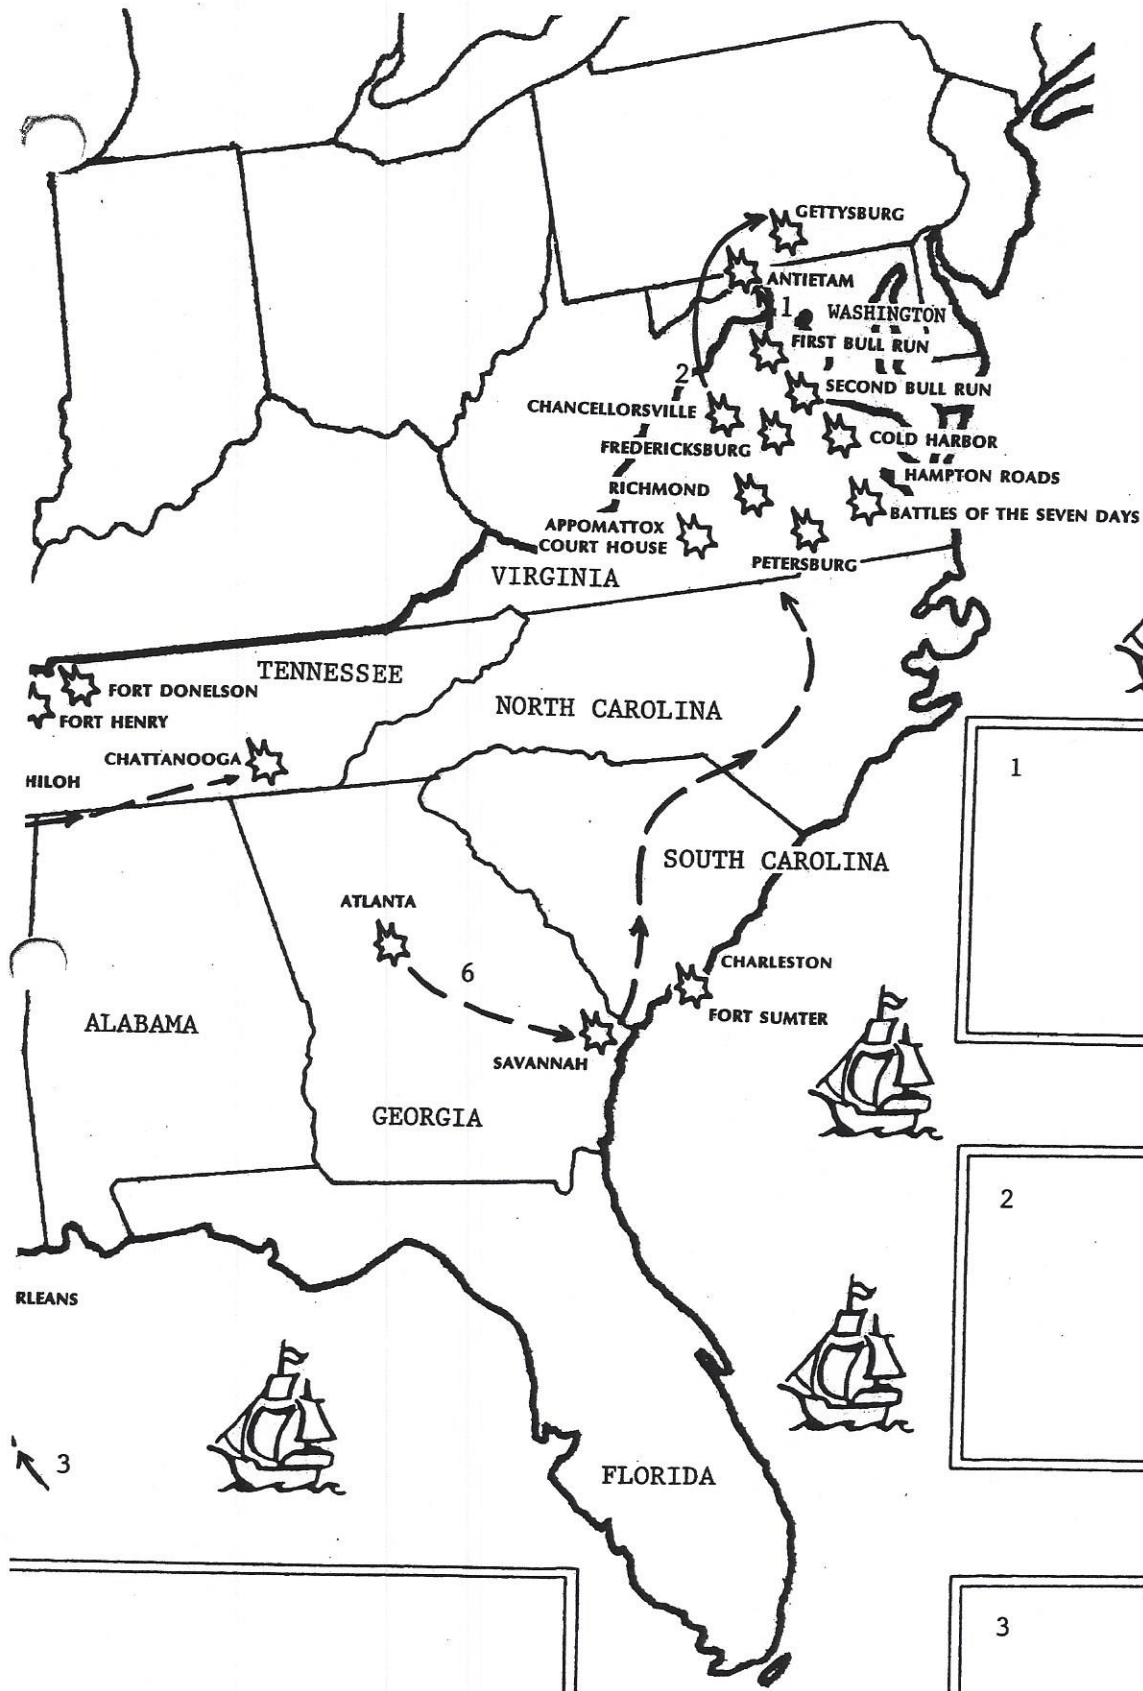 GETTYSBURG
ANTIETAM
1
WASHINGTON
FIRST BULL RUN
2
SECOND BULL RUN
CHANCELLORSVILLE
COLD HARBOR
FREDERICKSBURG
HAMPTON ROADS
RICHMOND
BATTLES OF THE SEVEN DAYS
APPOMATTOX
COURT HOUSE
PETERSBURG
VIRGINIA
TENNESSEE
FORT DONELSON
NORTH CAROLINA
FORT HENRY
CHATTANOOGA
HILOH
1
SOUTH CAROLINA
ATLANTA
CHARLESTON
6
FORT SUMTER
ALABAMA
SAVANNAH
GEORGIA
2
RLEANS
3
FLORIDA
3